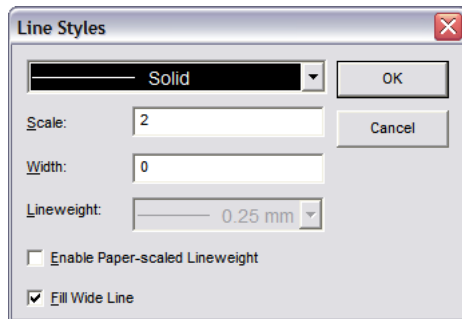 Line Styles
Solid
OK
Scale:
2
Cancel
Width:
0
Lineweight:
0.25 mm
Enable Paper-scaled Lineweight
Fill Wide Line